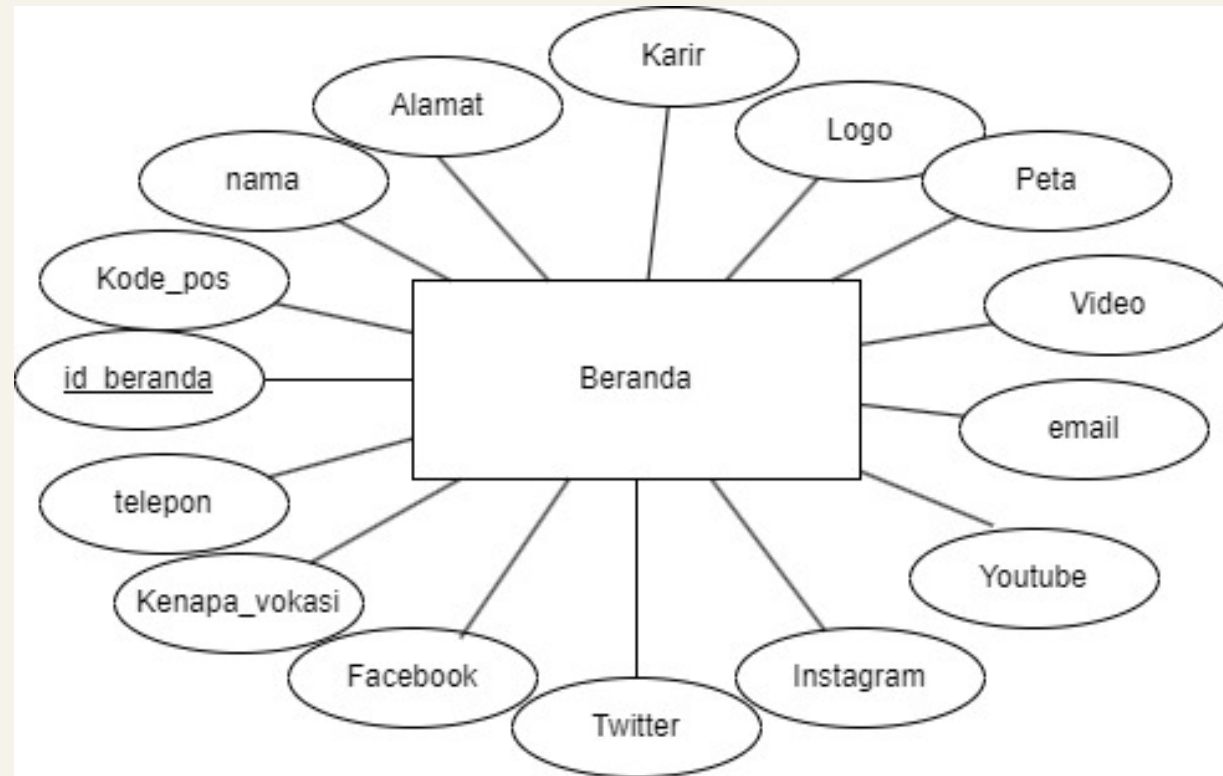 Karir
Alamat
Logo
nama
Peta
Kode_pos
Video
id_beranda
Beranda
email
telepon
Youtube
Kenapa_vokasi
Facebook
Instagram
Twitter